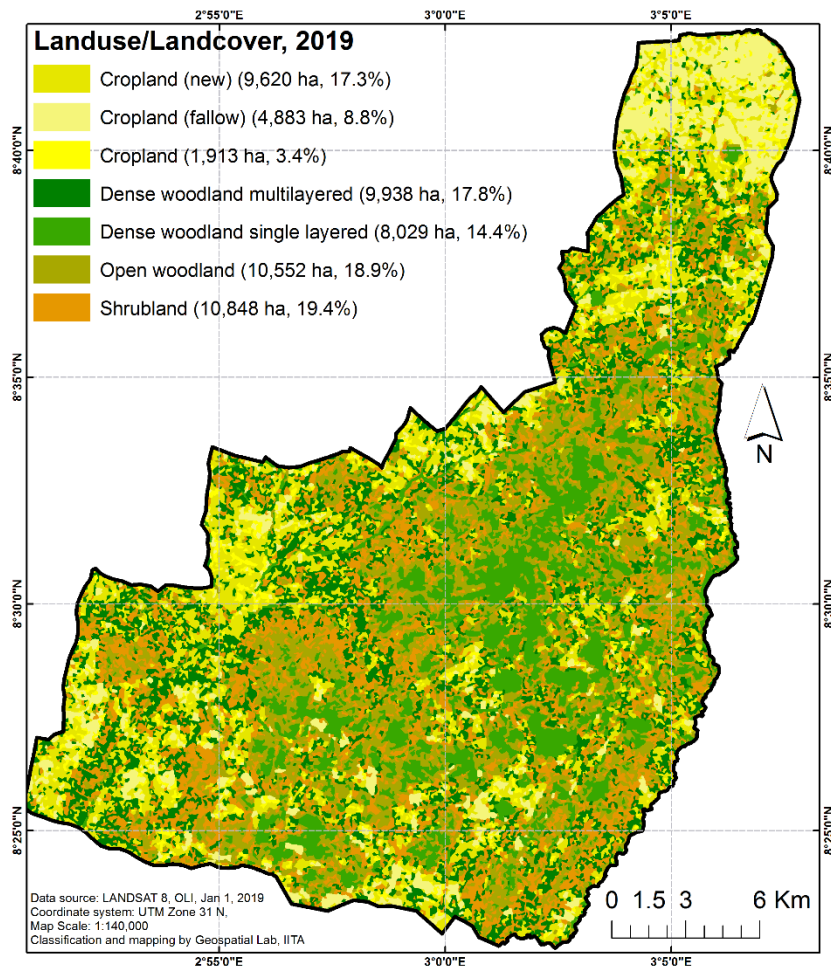 2°55'0"E 3°0'0"E 3°5'0"E
Landuse/Landcover, 2019
Cropland (new) (9,620 ha, 17.3%)
Cropland (fallow) (4,883 ha, 8.8%)
Cropland (1,913 ha, 3.4%)
Dense woodland multilayered (9,938 ha, 17.8%)
Dense woodland single layered (8,029 ha, 14.4%)
Open woodland (10,552 ha, 18.9%)
Shrubland (10,848 ha, 19.4%)
8°40'0"N 8°40'0"N
8°35'0"N 8°35'0"N
N
8°30'0"N 8°30'0"N
8°25'0"N 8°25'0"N
Data source: LANDSAT 8, OLI, Jan 1, 2019
Coordinate system: UTM Zone 31 N,
Map Scale: 1:140,000
Classification and mapping by Geospatial Lab, IITA
0 1.5 3 6 Km
2°55'0"E 3°0'0"E 3°5'0"E